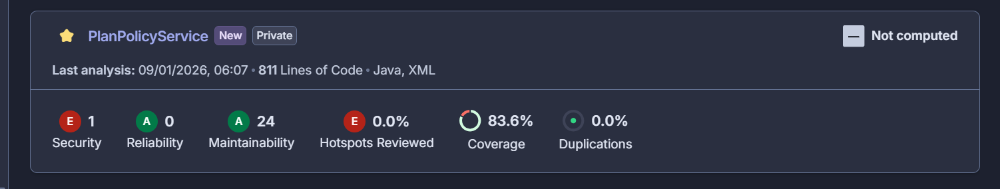 PlanPolicyService New Private Not computed
Last analysis: 09/01/2026, 06:07 • 811 Lines of Code • Java, XML
E 1 A 0 A 24 E 0.0% 83.6% 0.0%
Security Reliability Maintainability Hotspots Reviewed Coverage Duplications